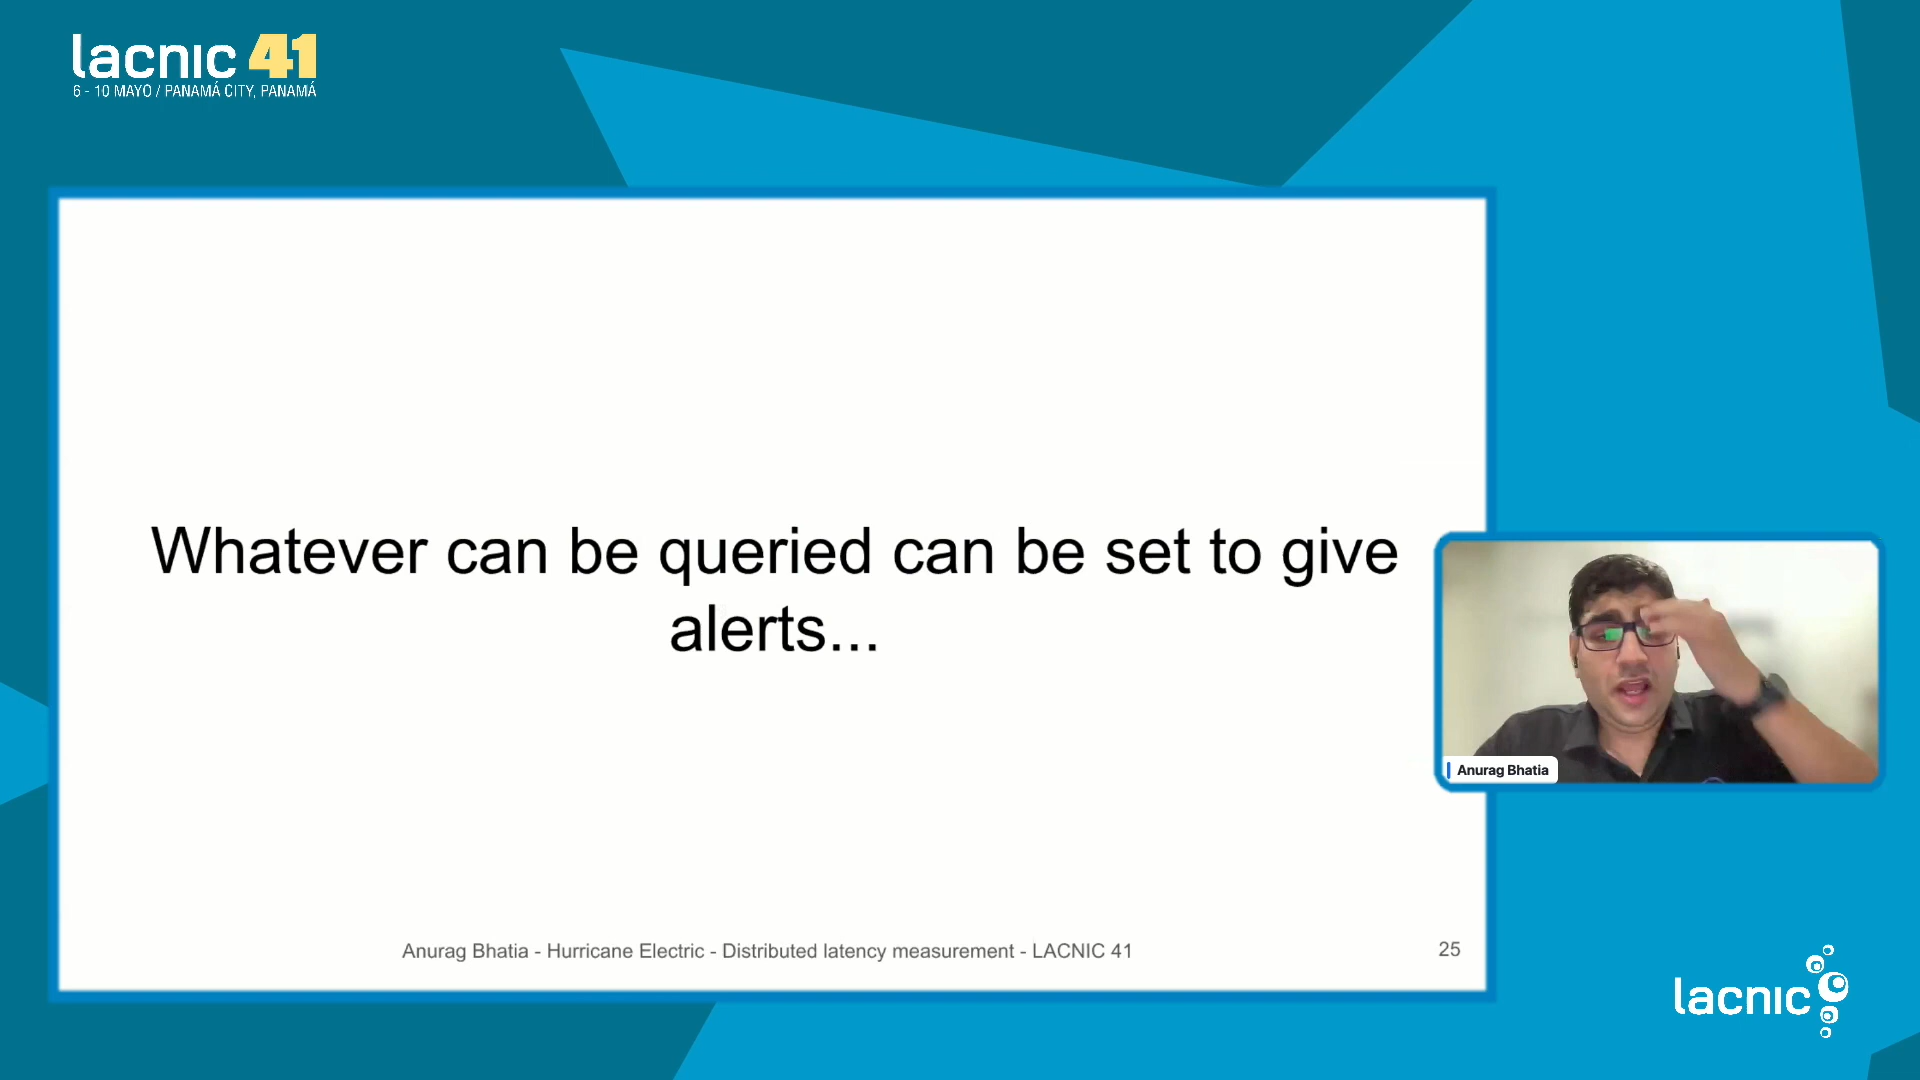 lacnic 41
6 - 10 MAYO / PANAMÁ CITY, PANAMÁ
Whatever can be queried can be set to give
alerts...
Anurag Bhatia
Anurag Bhatia - Hurricane Electric - Distributed latency measurement - LACNIC 41
25
lacnic